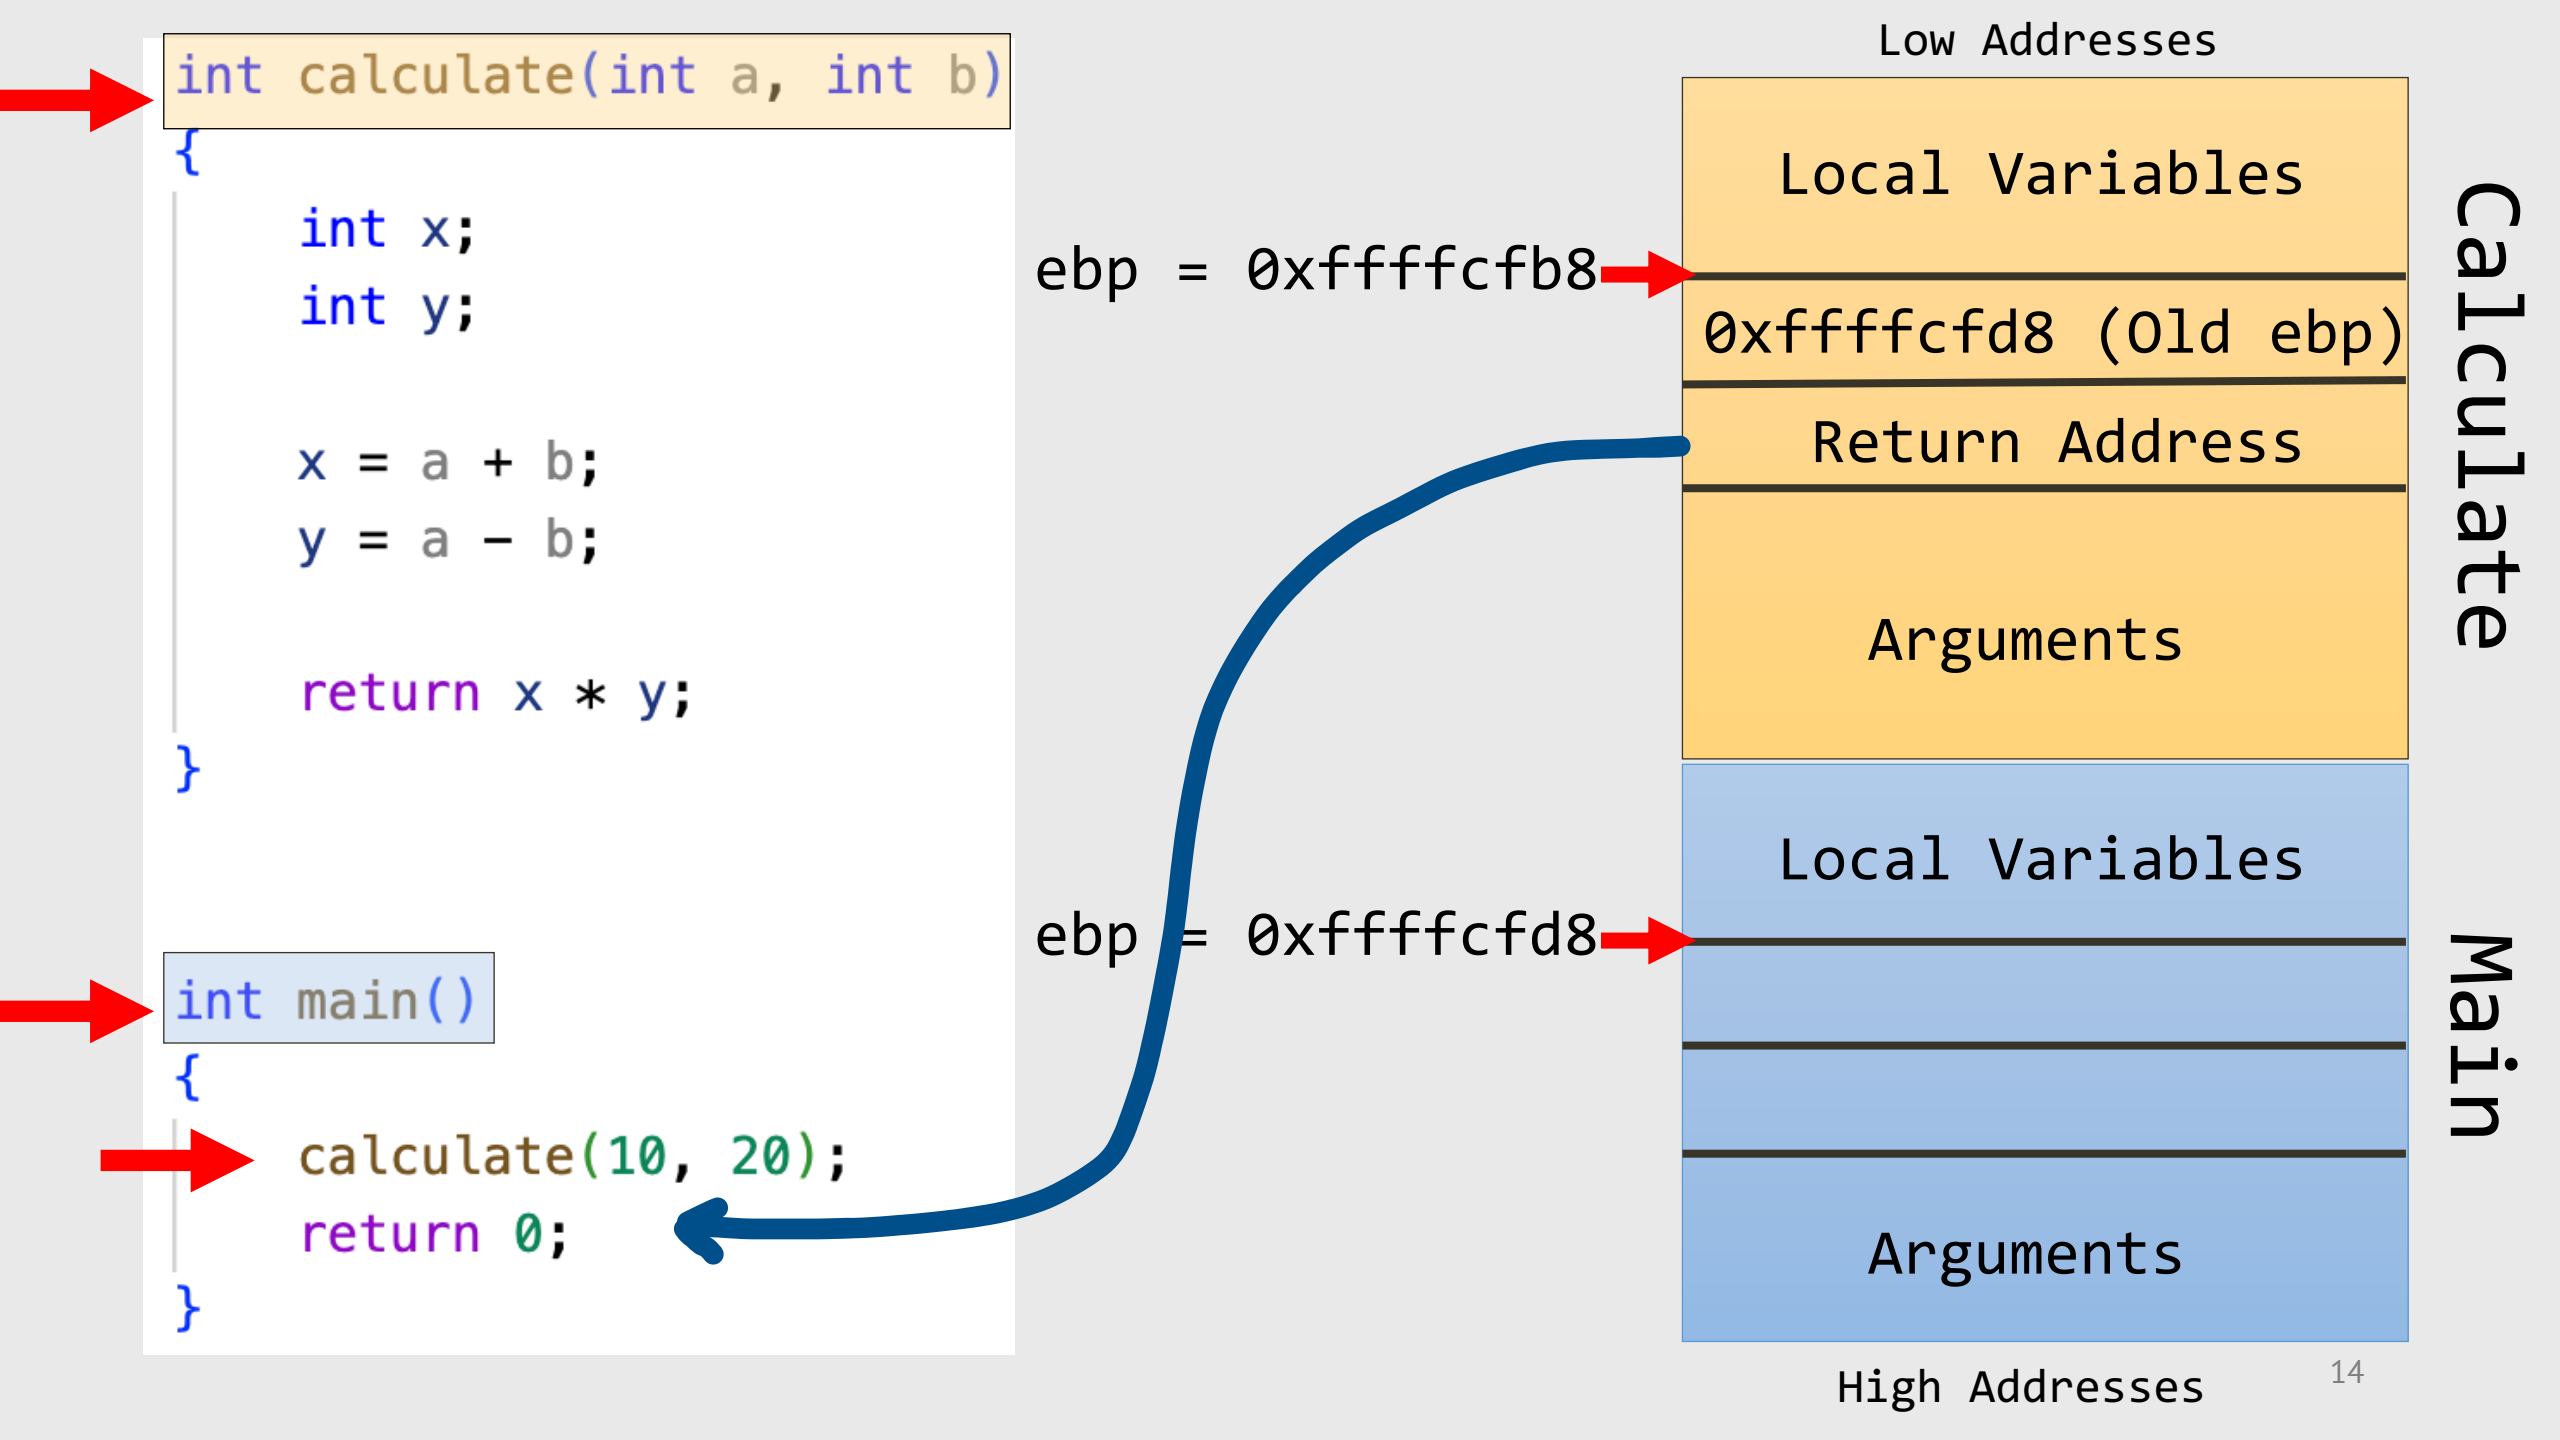 int calculate(int a, int b)
{
int x;
int y;
x = a + b;
y = a - b;
return x * y;
}
int main()
{
calculate(10, 20);
return 0;
}
ebp = 0xffffcfb8
ebp = 0xffffcfd8
Low Addresses
Local Variables
0xffffcfd8 (Old ebp)
Return Address
Arguments
Local Variables
Arguments
High Addresses
Calculate
Main
14